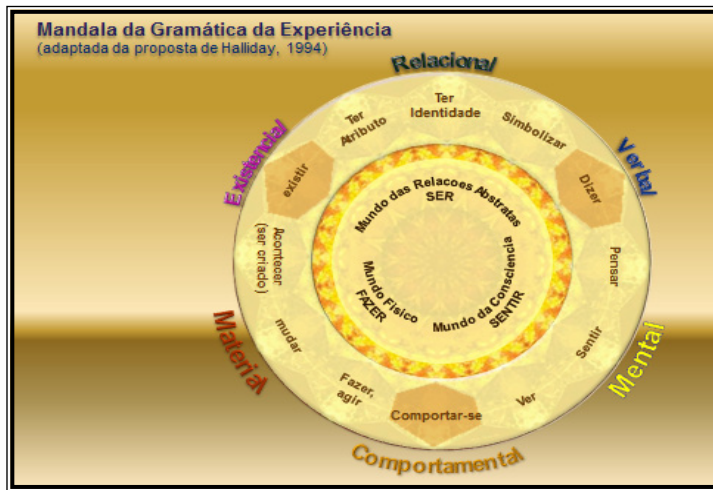 Mandala da Gramática da Experiência
(adaptada da proposta de Halliday, 1994)
Relacional
Ter
Identidade
Ter
Atributo
Simbolizar
Existencial
Verbal
existir
Dizer
Mundo das Relacoes Abstratas
SER
Acontecer
(ser criado)
Pensar
Mundo Fisico
FAZER
Mundo da Consciencia
SENTIR
Material
mudar
Sentir
Mental
Fazer,
agir
Comportar-se
Ver
Comportamental